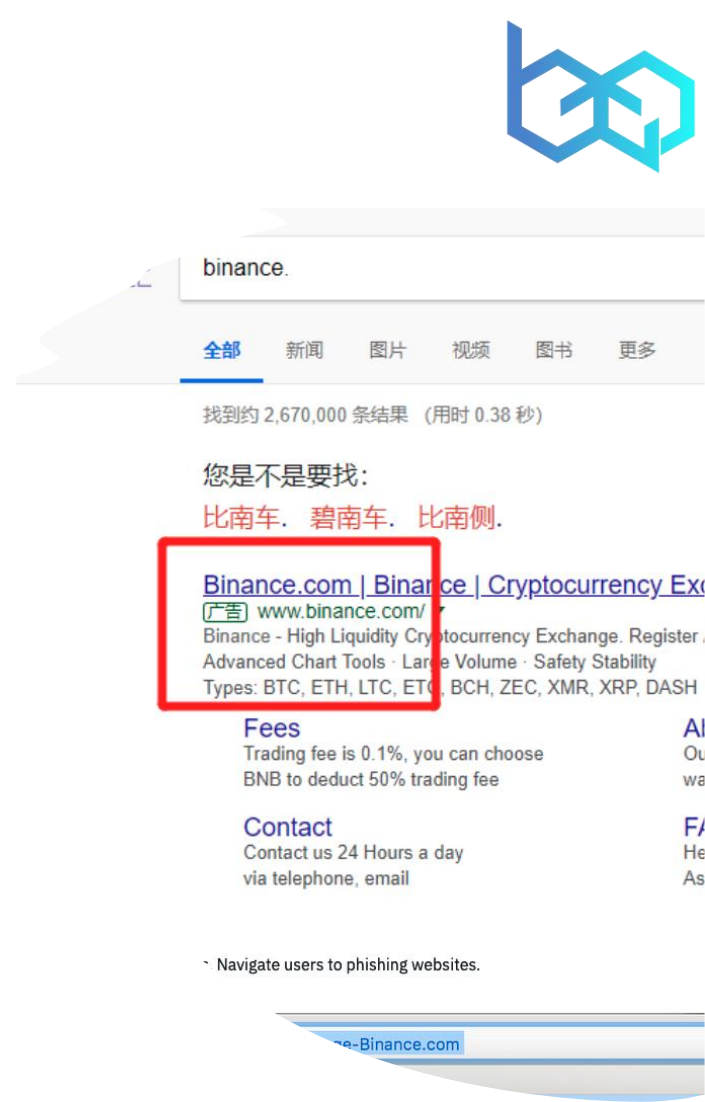 binance.
全部 新闻 图片 视频 图书 更多
找到约 2,670,000 条结果 （用时 0.38 秒）
您是不是要找：
比南车. 碧南车. 比南侧.
Binance.com | Binance | Cryptocurrency
广告 www.binance.com/
Binance - High Liquidity Cryptocurrency Exchange. Register
Advanced Chart Tools · Large Volume · Safety Stability
Types: BTC, ETH, LTC, ETC, BCH, ZEC, XMR, XRP, DASH
Fees
Trading fee is 0.1%, you can choose
BNB to deduct 50% trading fee
Contact
Contact us 24 Hours a day
via telephone, email
Navigate users to phishing websites.
ge-Binance.com